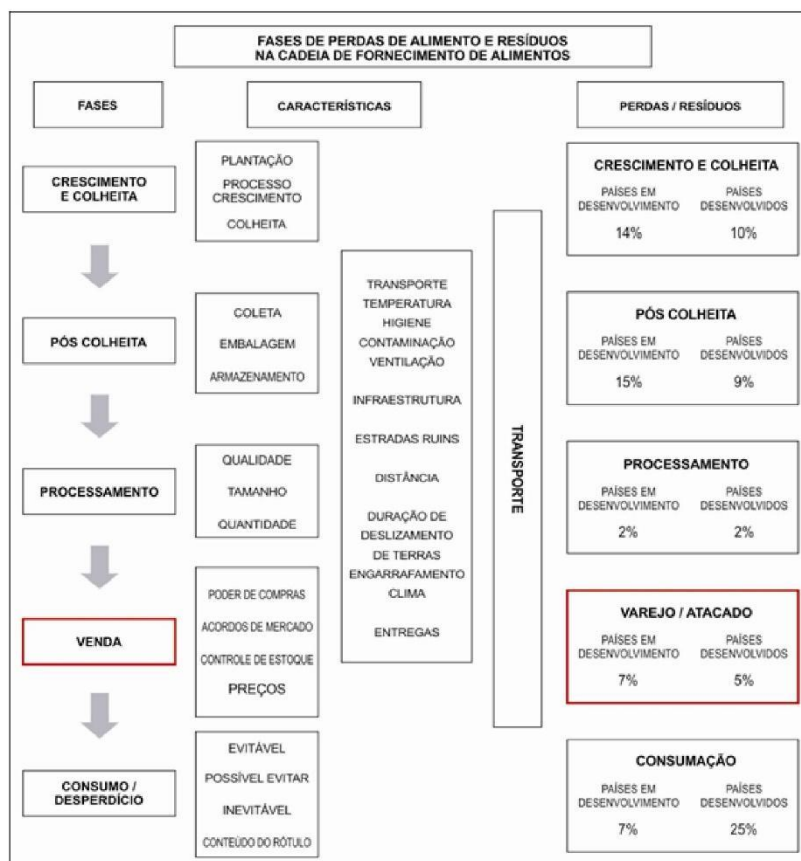 FASES DE PERDAS DE ALIMENTO E RESÍDUOS
NA CADEIA DE FORNECIMENTO DE ALIMENTOS
FASES
CARACTERÍSTICAS
PERDAS / RESÍDUOS
CRESCIMENTO
E COLHEITA
PLANTAÇÃO
PROCESSO
CRESCIMENTO
COLHEITA
CRESCIMENTO E COLHEITA
PAÍSES EM
DESENVOLVIMENTO
14%
PAÍSES
DESENVOLVIDOS
10%
PÓS COLHEITA
COLETA
EMBALAGEM
ARMAZENAMENTO
TRANSPORTE
TEMPERATURA
HIGIENE
CONTAMINAÇÃO
VENTILAÇÃO
INFRAESTRUTURA
ESTRADAS RUINS
DISTÂNCIA
DURAÇÃO DE
DESLIZAMENTO
DE TERRAS
ENGARRAFAMENTO
CLIMA
ENTREGAS
TRANSPORTE
PÓS COLHEITA
PAÍSES EM
DESENVOLVIMENTO
15%
PAÍSES
DESENVOLVIDOS
9%
PROCESSAMENTO
QUALIDADE
TAMANHO
QUANTIDADE
PROCESSAMENTO
PAÍSES EM
DESENVOLVIMENTO
2%
PAÍSES
DESENVOLVIDOS
2%
VENDA
PODER DE COMPRAS
ACORDOS DE MERCADO
CONTROLE DE ESTOQUE
PREÇOS
VAREJO / ATACADO
PAÍSES EM
DESENVOLVIMENTO
7%
PAÍSES
DESENVOLVIDOS
5%
CONSUMO /
DESPERDÍCIO
EVITÁVEL
POSSÍVEL EVITAR
INEVITÁVEL
CONTEÚDO DO RÓTULO
CONSUMAÇÃO
PAÍSES EM
DESENVOLVIMENTO
7%
PAÍSES
DESENVOLVIDOS
25%